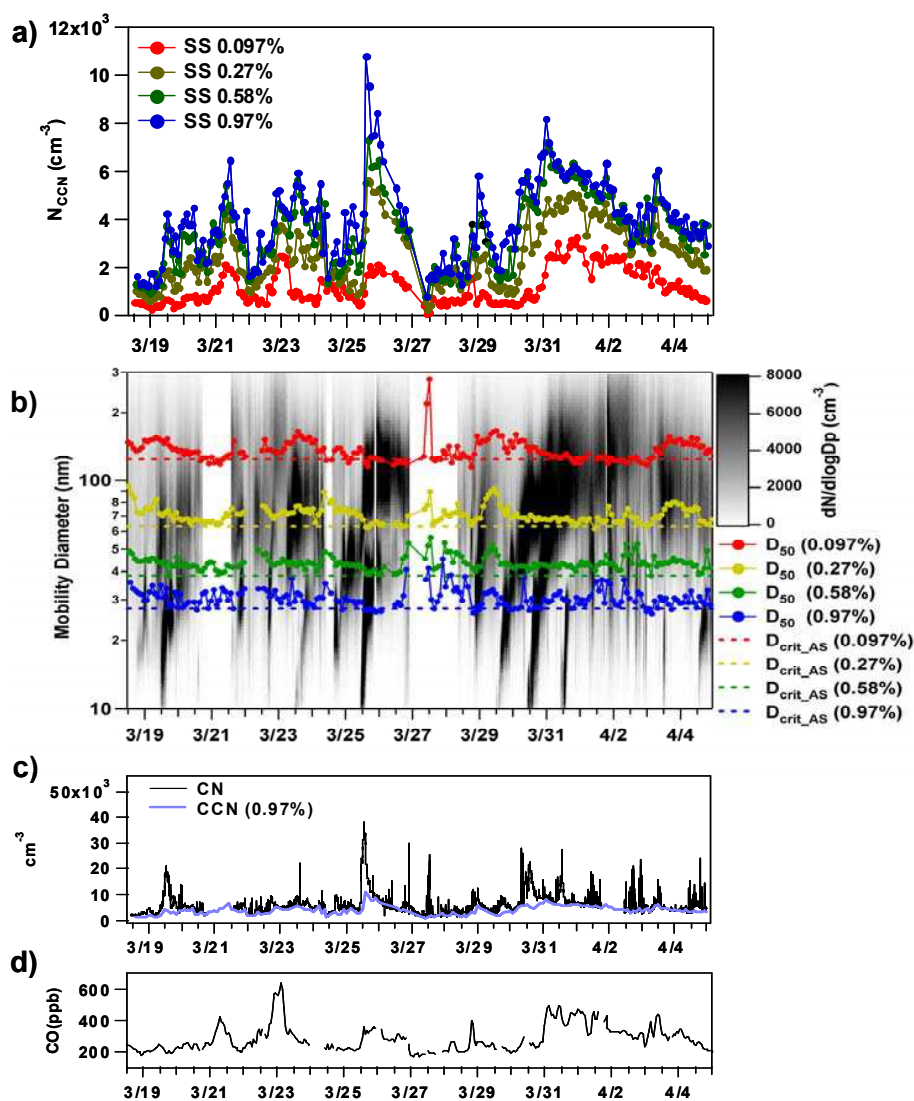 a)
12x10³
10
8
6
4
2
0
N_CCN (cm⁻³)
SS 0.097%
SS 0.27%
SS 0.58%
SS 0.97%
3/19 3/21 3/23 3/25 3/27 3/29 3/31 4/2 4/4
b)
3
2
100
8
7
6
5
4
3
2
10
Mobility Diameter (nm)
8000
6000
4000
2000
0
dN/dlogDp (cm⁻³)
D₅₀ (0.097%)
D₅₀ (0.27%)
D₅₀ (0.58%)
D₅₀ (0.97%)
D_crit_AS (0.097%)
D_crit_AS (0.27%)
D_crit_AS (0.58%)
D_crit_AS (0.97%)
3/19 3/21 3/23 3/25 3/27 3/29 3/31 4/2 4/4
c)
50x10³
40
30
20
10
0
cm⁻³
CN
CCN (0.97%)
3/19 3/21 3/23 3/25 3/27 3/29 3/31 4/2 4/4
d)
600
400
200
CO(ppb)
3/19 3/21 3/23 3/25 3/27 3/29 3/31 4/2 4/4